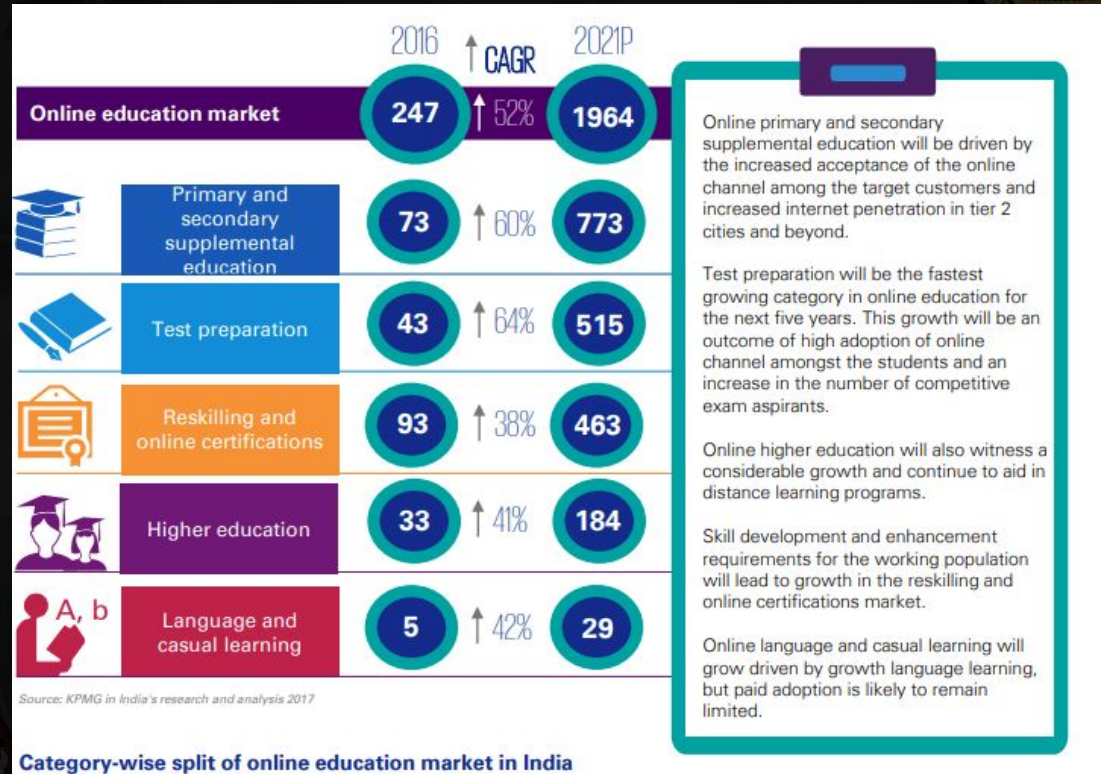 2016 CAGR 2021P
Online education market 247 52% 1964
Primary and
secondary
supplemental
education
73 60% 773
Test preparation 43 64% 515
Reskilling and
online certifications
93 38% 463
Higher education 33 41% 184
A, b
Language and
casual learning
5 42% 29
Source: KPMG in India's research and analysis 2017
Category-wise split of online education market in India
Online primary and secondary
supplemental education will be driven by
the increased acceptance of the online
channel among the target customers and
increased internet penetration in tier 2
cities and beyond.
Test preparation will be the fastest
growing category in online education for
the next five years. This growth will be an
outcome of high adoption of online
channel amongst the students and an
increase in the number of competitive
exam aspirants.
Online higher education will also witness a
considerable growth and continue to aid in
distance learning programs.
Skill development and enhancement
requirements for the working population
will lead to growth in the reskilling and
online certifications market.
Online language and casual learning will
grow driven by growth language learning,
but paid adoption is likely to remain
limited.